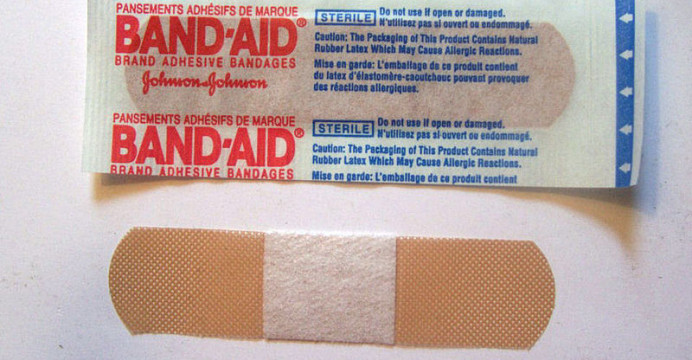 PANSEMENTS ADHÉSIFS DE MARQUE
BAND-AID®
BRAND ADHESIVE BANDAGES
Johnson & Johnson
STERILE Do not use if open or damaged.
N'utilisez pas si ouvert ou endommagé.
Caution: The Packaging of This Product Contains Natural
Rubber Latex Which May Cause Allergic Reactions.
Mise en garde: L'emballage de ce produit contient
du latex d'élastomère-caoutchouc pouvant provoquer
des réactions allergiques.
PANSEMENTS ADHÉSIFS DE MARQUE
BAND-AID®
BRAND ADHESIVE BANDAGES
STERILE Do not use if open or damaged.
N'utilisez pas si ouvert ou endommagé.
Caution: The Packaging of This Product Contains Natural
Rubber Latex Which May Cause Allergic Reactions.
Mise en garde: L'emballage de ce produit contient